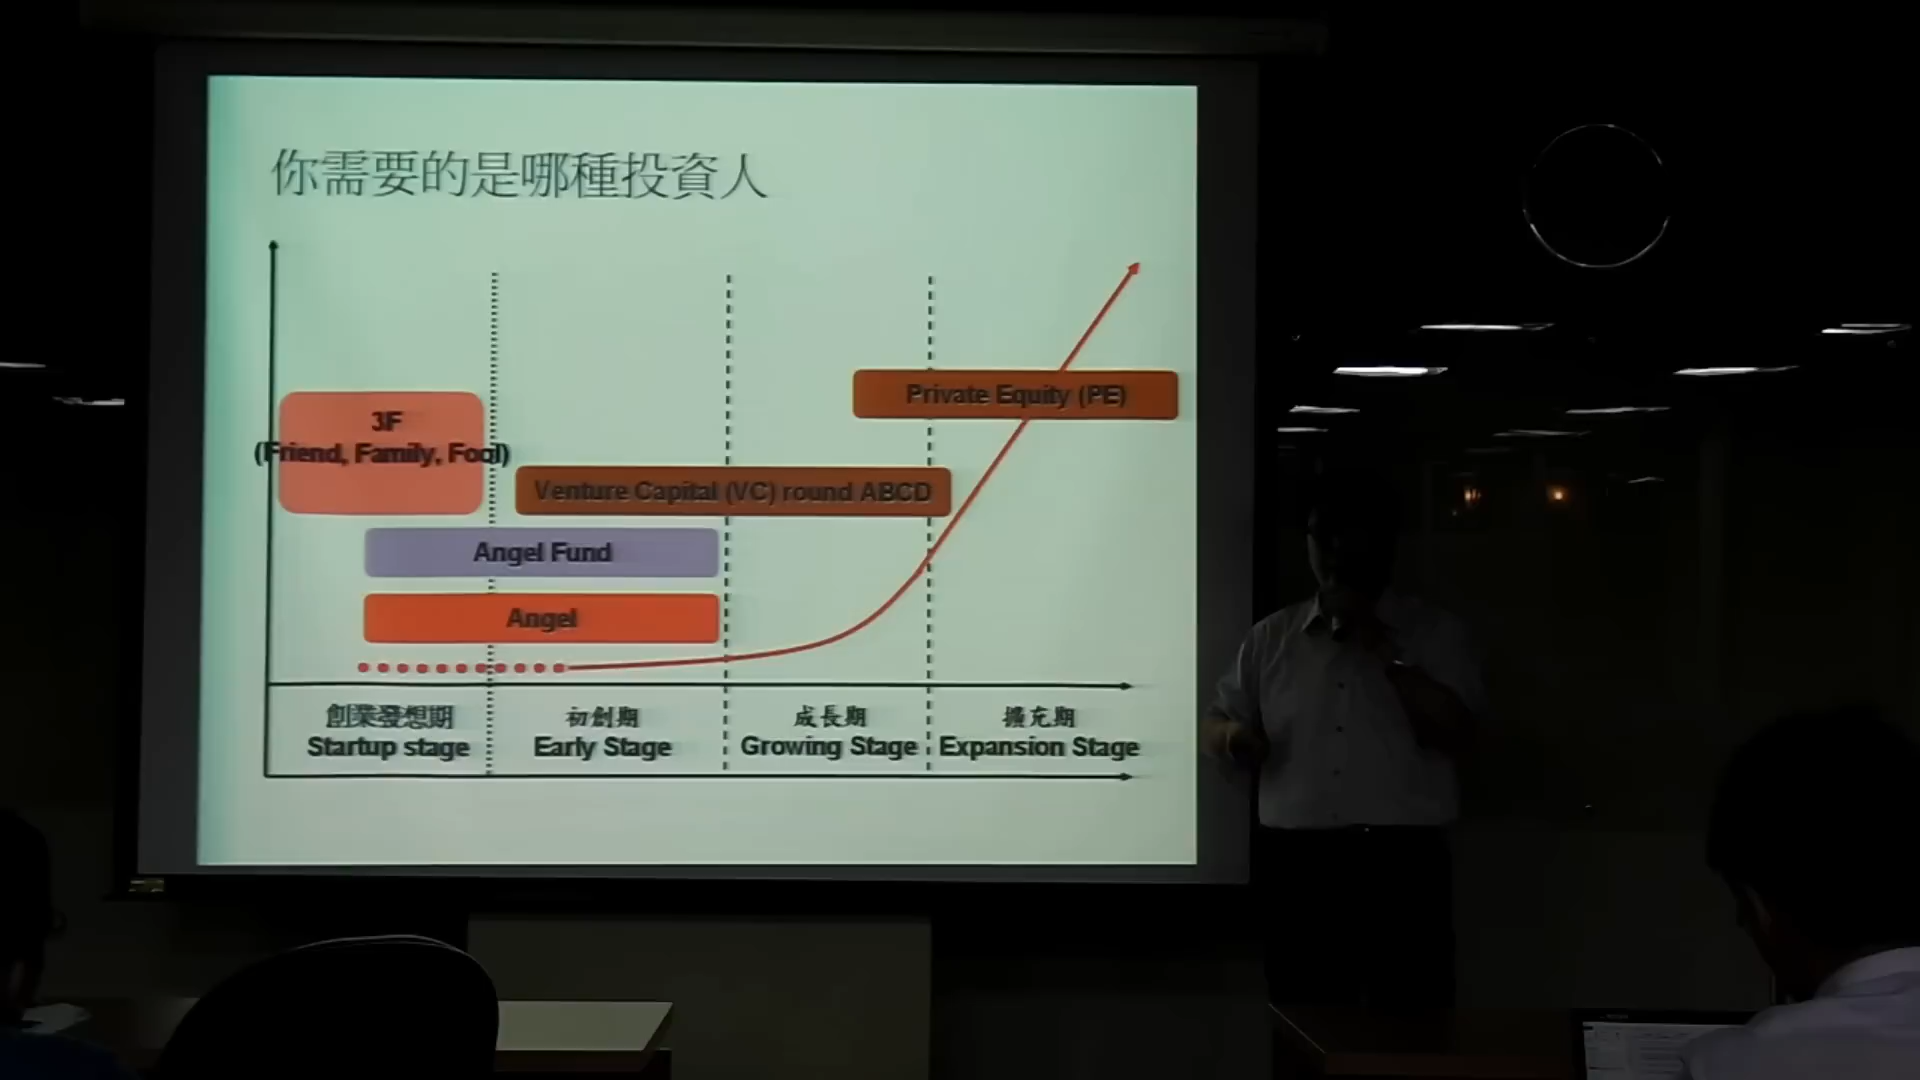 你需要的是哪種投資人
Private Equity (PE)
3F
(Friend, Family, Fool)
Venture Capital (VC) round ABCD
Angel Fund
Angel
創業發想期
Startup stage
初創期
Early Stage
成長期
Growing Stage
擴充期
Expansion Stage